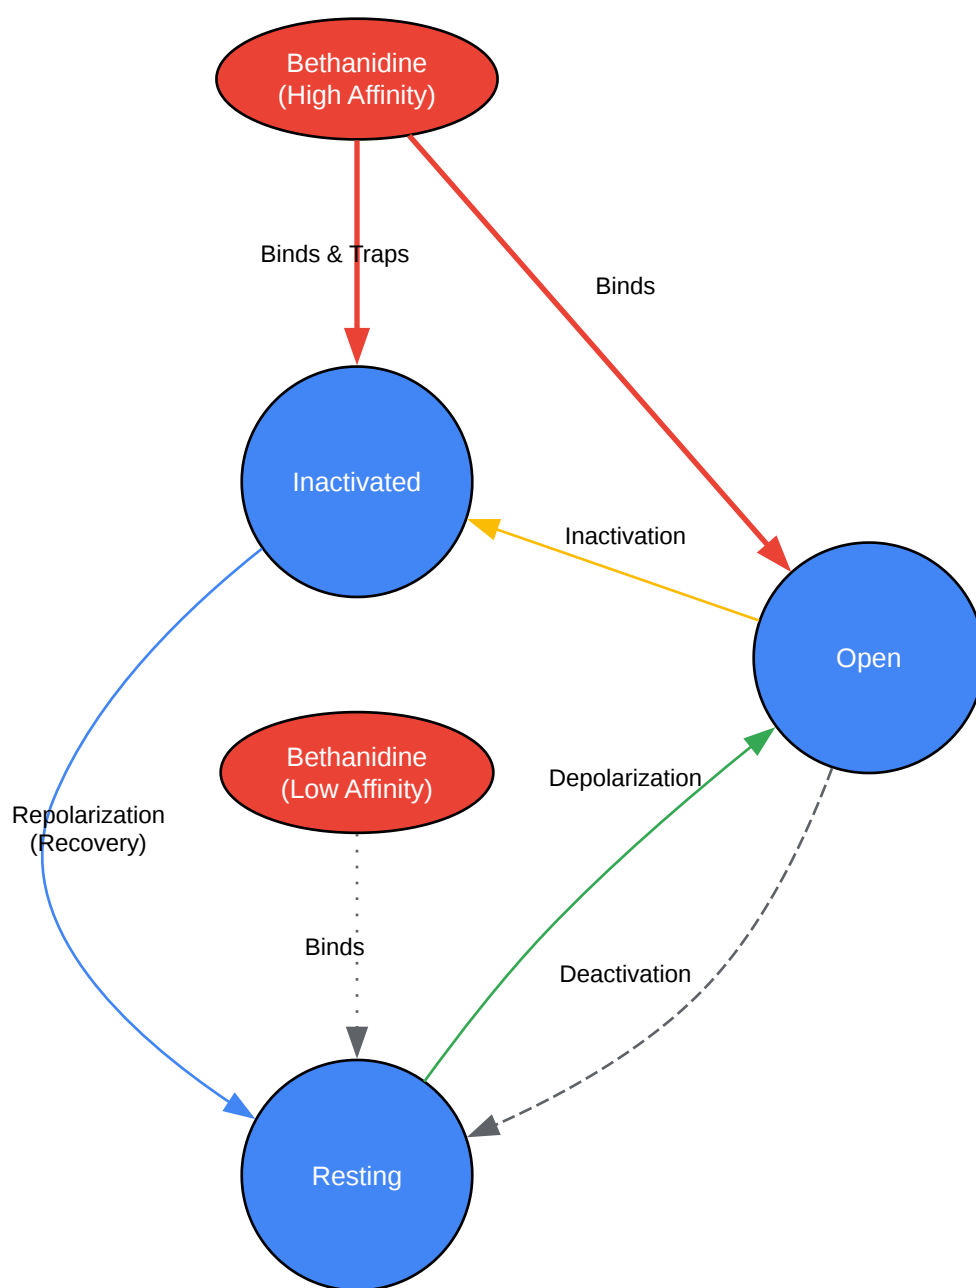 Bethanidine
(High Affinity)
Binds & Traps
Binds
Inactivated
Inactivation
Open
Bethanidine
(Low Affinity)
Depolarization
Repolarization
(Recovery)
Binds
Deactivation
Resting